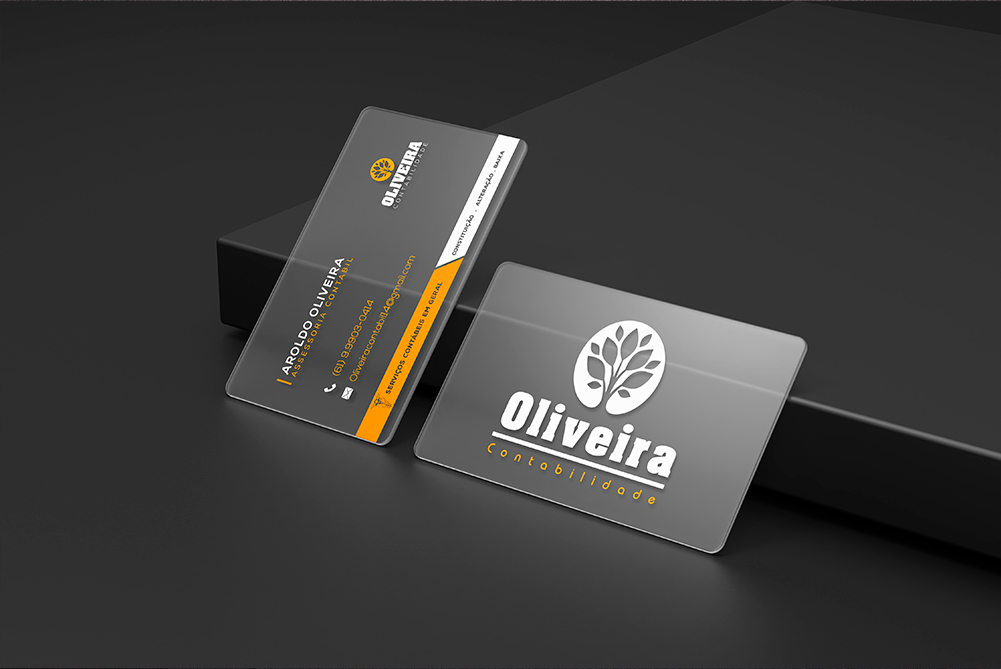 OLIVEIRA
CONTABILIDADE
AROLDO OLIVEIRA
ASSESSORIA CONTÁBIL
(61) 9.9903-0414
Oliveiracontabil14@gmail.com
SERVIÇOS CONTÁBEIS EM GERAL
CONSTITUIÇÃO . ALTERAÇÃO . BAIXA
Oliveira
Contabilidade